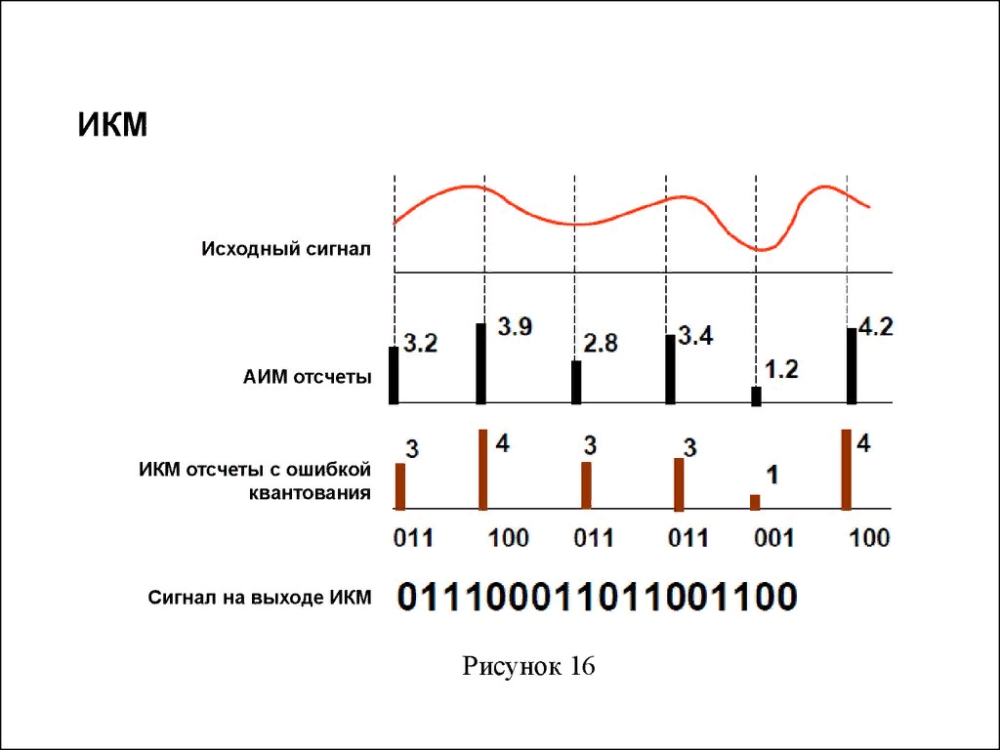 ИКМ
Исходный сигнал
3.2 3.9 2.8 3.4 1.2 4.2
АИМ отсчеты
3 4 3 3 1 4
ИКМ отсчеты с ошибкой
квантования
011 100 011 011 001 100
Сигнал на выходе ИКМ 011100011011001100
Рисунок 16